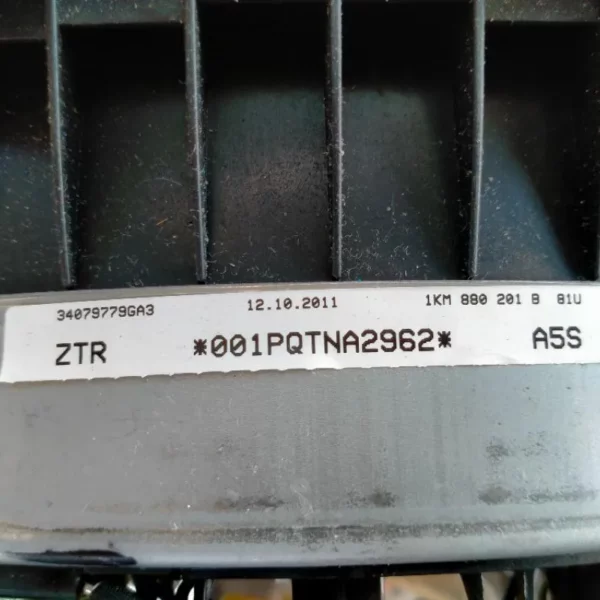 34079779GA3 12.10.2011 1KM 880 201 B 81U
ZTR *001PQTNA2962* A5S